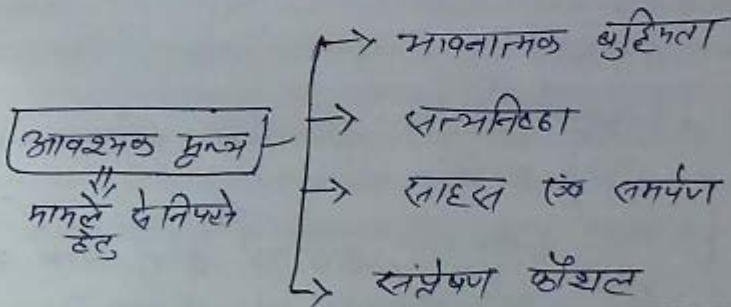 आवश्यक मूल्य
मामले से निपटने
हेतु
→ भावनात्मक बुद्धिमता
→ सत्यनिष्ठा
→ साहस एवं समर्पण
→ संप्रेषण कौशल